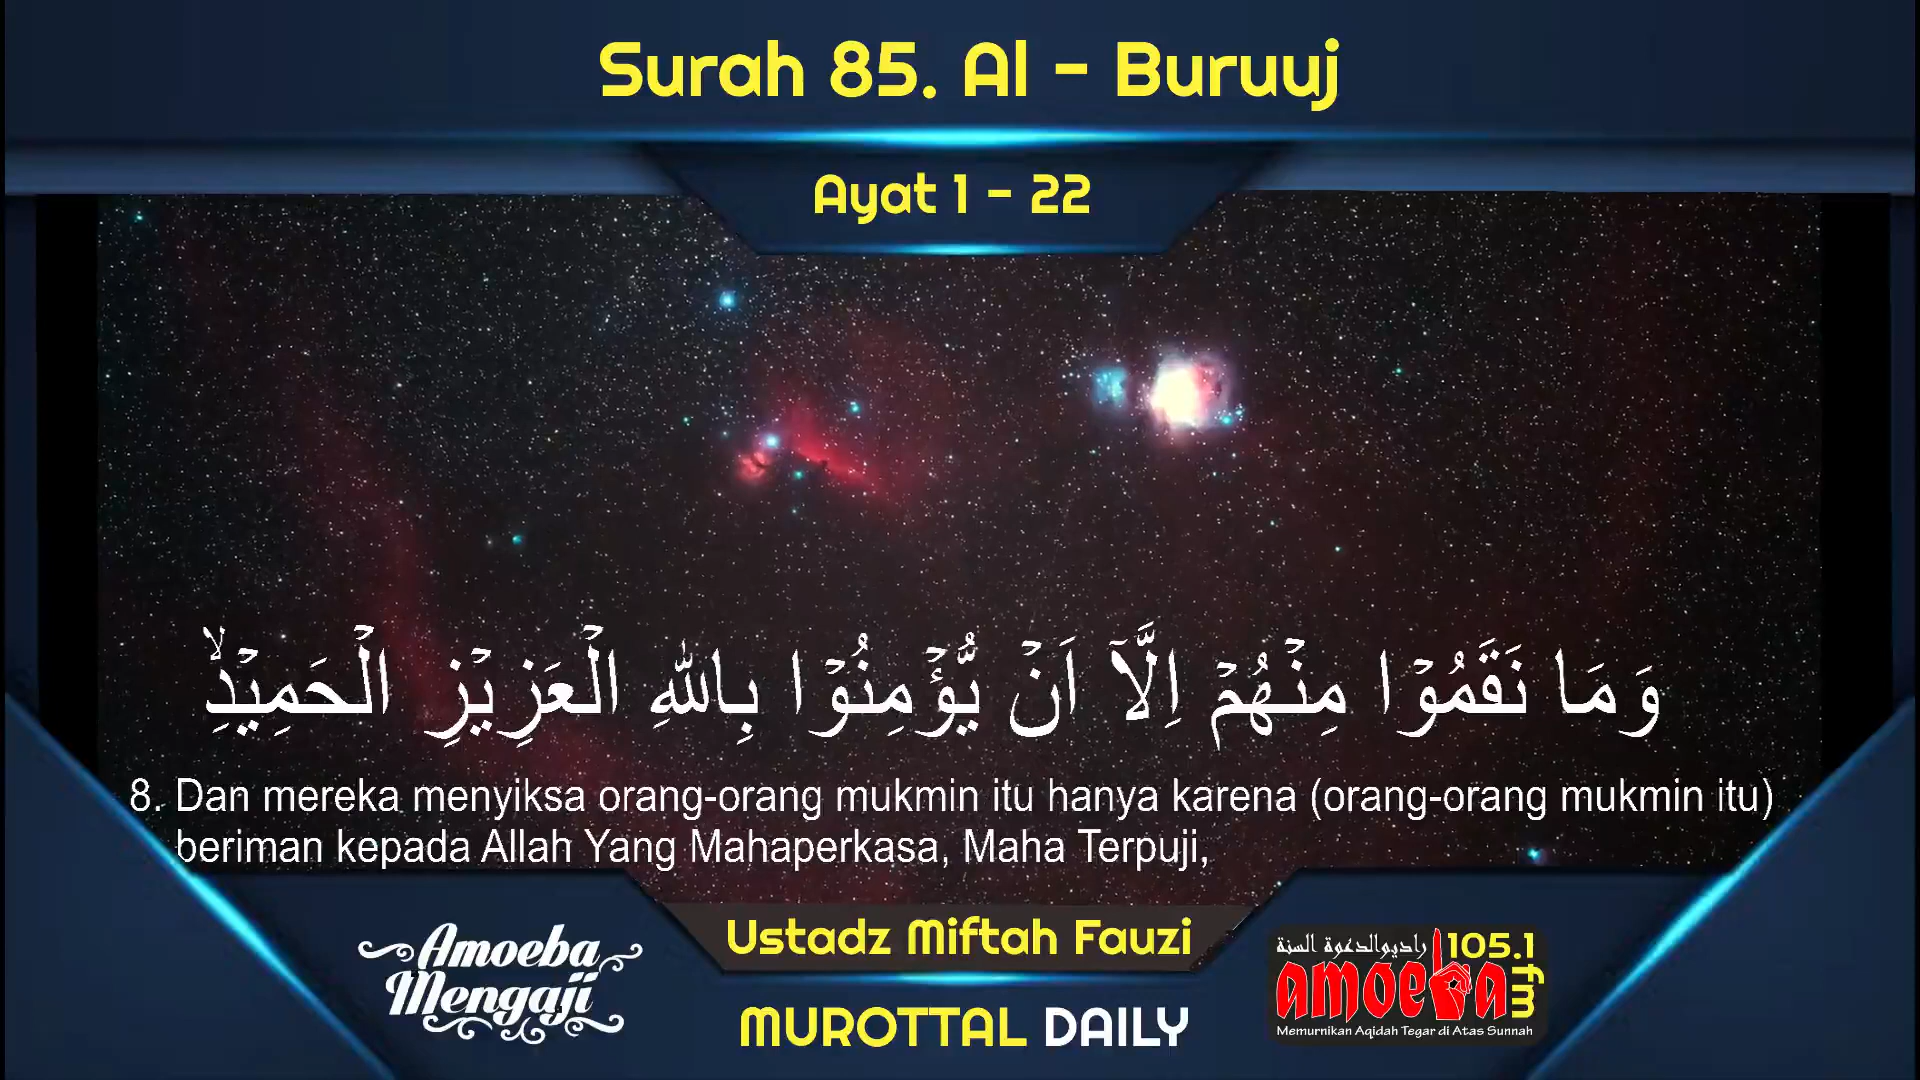 Surah 85. Al - Buruuj
Ayat 1 - 22
وَمَا نَقَمُوْا مِنْهُمْ اِلَّآ اَنْ يُّؤْمِنُوْا بِاللّٰهِ الْعَزِيْزِ الْحَمِيْدِۙ
8. Dan mereka menyiksa orang-orang mukmin itu hanya karena (orang-orang mukmin itu)
beriman kepada Allah Yang Mahaperkasa, Maha Terpuji,
Ustadz Miftah Fauzi
MUROTTAL DAILY
Amoeba
Mengaji
راديو الدعوة السنة
105.1
amoeba
fm
Memurnikan Aqidah Tegar di Atas Sunnah